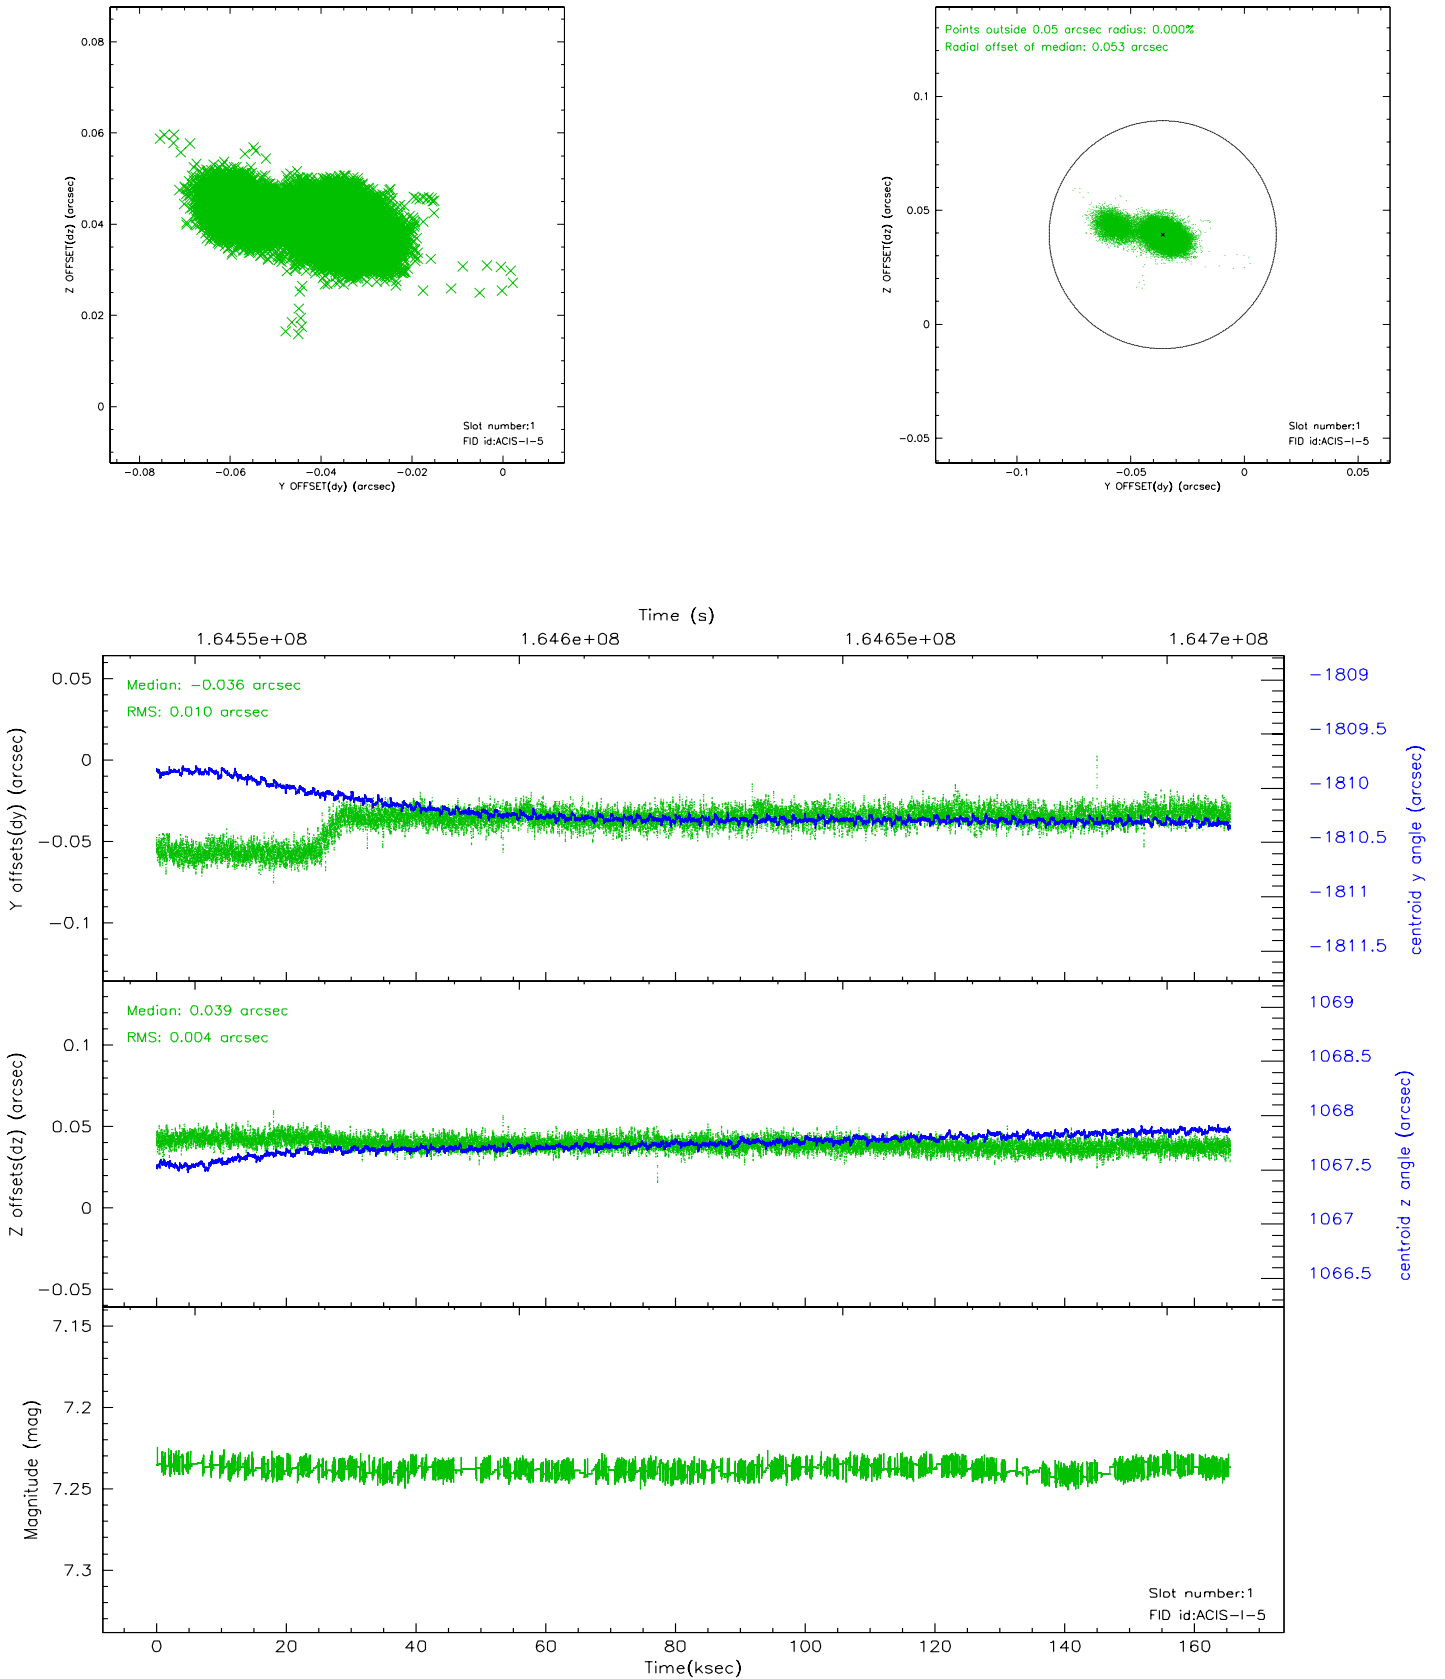 0.08
0.06
0.04
0.02
0
Z OFFSET(dz) (arcsec)
Slot number:1
FID id:ACIS-I-5
-0.08 -0.06 -0.04 -0.02 0
Y OFFSET(dy) (arcsec)
Points outside 0.05 arcsec radius: 0.000%
Radial offset of median: 0.053 arcsec
0.1
0.05
0
-0.05
Z OFFSET(dz) (arcsec)
Slot number:1
FID id:ACIS-I-5
-0.1 -0.05 0 0.05
Y OFFSET(dy) (arcsec)
Time (s)
1.6455e+08 1.646e+08 1.6465e+08 1.647e+08
Median: -0.036 arcsec
RMS: 0.010 arcsec
0.05
0
-0.05
-0.1
Y offsets(dy) (arcsec)
-1809
-1809.5
-1810
-1810.5
-1811
-1811.5
centroid y angle (arcsec)
Median: 0.039 arcsec
RMS: 0.004 arcsec
0.1
0.05
0
-0.05
Z offsets(dz) (arcsec)
1069
1068.5
1068
1067.5
1067
1066.5
centroid z angle (arcsec)
7.15
7.2
7.25
7.3
Magnitude (mag)
Slot number:1
FID id:ACIS-I-5
0 20 40 60 80 100 120 140 160
Time(ksec)